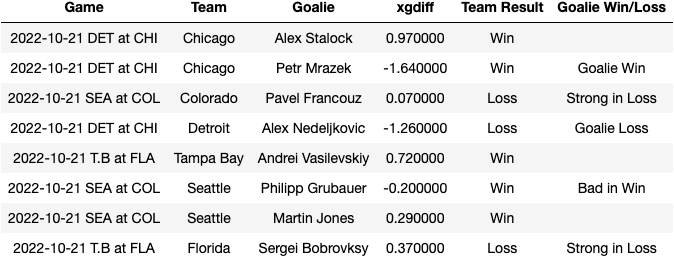 Game Team Goalie xgdiff Team Result Goalie Win/Loss
2022-10-21 DET at CHI Chicago Alex Stalock 0.970000 Win
2022-10-21 DET at CHI Chicago Petr Mrazek -1.640000 Win Goalie Win
2022-10-21 SEA at COL Colorado Pavel Francouz 0.070000 Loss Strong in Loss
2022-10-21 DET at CHI Detroit Alex Nedeljkovic -1.260000 Loss Goalie Loss
2022-10-21 T.B at FLA Tampa Bay Andrei Vasilevskiy 0.720000 Win
2022-10-21 SEA at COL Seattle Philipp Grubauer -0.200000 Win Bad in Win
2022-10-21 SEA at COL Seattle Martin Jones 0.290000 Win
2022-10-21 T.B at FLA Florida Sergei Bobrovksy 0.370000 Loss Strong in Loss